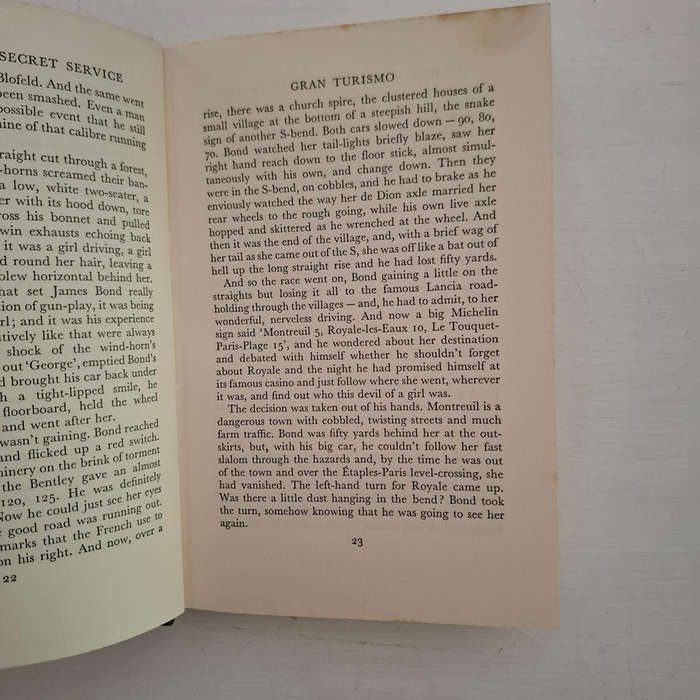 SECRET SERVICE
Blofeld. And the same went
been smashed. Even a man
possible event that he still
nine of that calibre running
raight cut through a forest,
-horns screamed their ban-
a low, white two-seater, a
er with its hood down, tore
ross his bonnet and pulled
win exhausts echoing back
it was a girl driving, a girl
d round her hair, leaving a
blew horizontal behind her.
hat set James Bond really
tion of gun-play, it was being
rl; and it was his experience
itively like that were always
shock of the wind-horn's
out 'George', emptied Bond's
d brought his car back under
h a tight-lipped smile, he
floorboard, held the wheel
and went after her.
wasn't gaining. Bond reached
and flicked up a red switch.
hinery on the brink of torment
the Bentley gave an almost
120, 125. He was definitely
Now he could just see her eyes
e good road was running out.
marks that the French use to
on his right. And now, over a
22
GRAN TURISMO
rise, there was a church spire, the clustered houses of a
small village at the bottom of a steepish hill, the snake
sign of another S-bend. Both cars slowed down – 90, 80,
70. Bond watched her tail-lights briefly blaze, saw her
right hand reach down to the floor stick, almost simul-
taneously with his own, and change down. Then they
were in the S-bend, on cobbles, and he had to brake as he
enviously watched the way her de Dion axle married her
rear wheels to the rough going, while his own live axle
hopped and skittered as he wrenched at the wheel. And
then it was the end of the village, and, with a brief wag of
her tail as she came out of the S, she was off like a bat out of
hell up the long straight rise and he had lost fifty yards.
And so the race went on, Bond gaining a little on the
straights but losing it all to the famous Lancia road-
holding through the villages – and, he had to admit, to her
wonderful, nerveless driving. And now a big Michelin
sign said 'Montreuil 5, Royale-les-Eaux 10, Le Touquet-
Paris-Plage 15', and he wondered about her destination
and debated with himself whether he shouldn't forget
about Royale and the night he had promised himself at
its famous casino and just follow where she went, wherever
it was, and find out who this devil of a girl was.
The decision was taken out of his hands. Montreuil is a
dangerous town with cobbled, twisting streets and much
farm traffic. Bond was fifty yards behind her at the out-
skirts, but, with his big car, he couldn't follow her fast
slalom through the hazards and, by the time he was out
of the town and over the Étaples-Paris level-crossing, she
had vanished. The left-hand turn for Royale came up.
Was there a little dust hanging in the bend? Bond took
the turn, somehow knowing that he was going to see her
again.
23